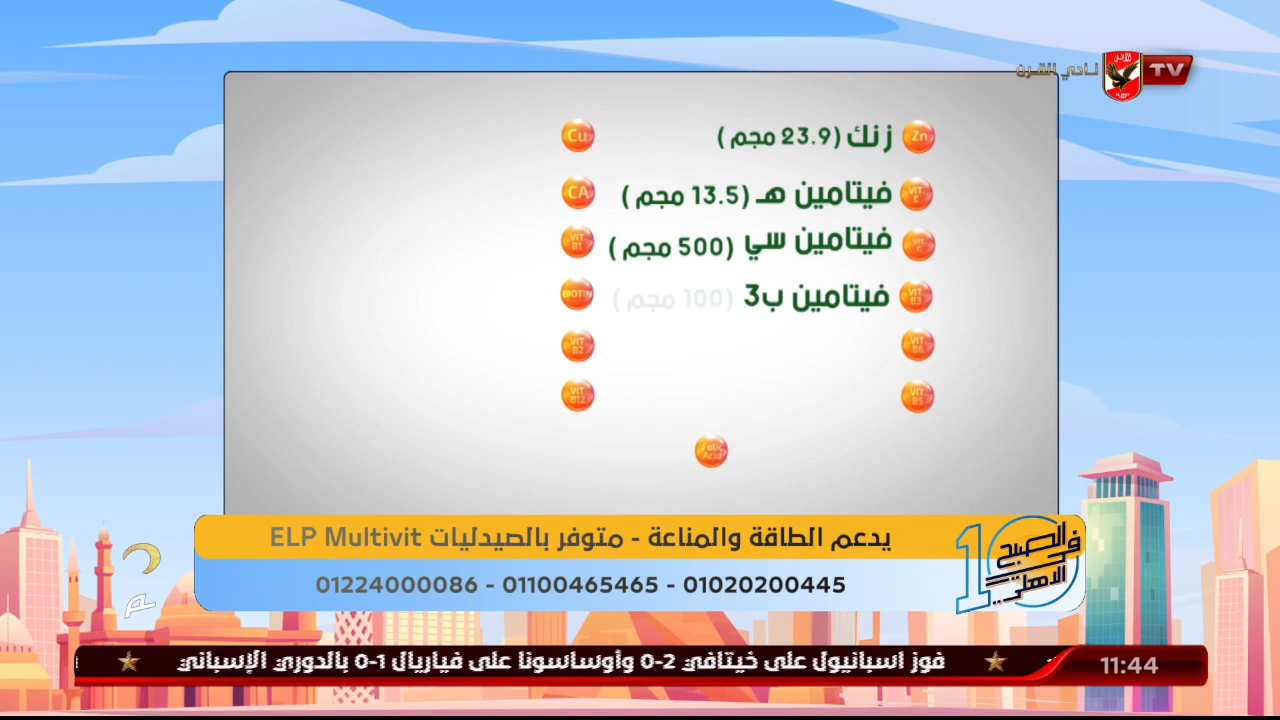 نادي القرن TV
Zn زنك (23.9 مجم) Cu
VIT. E فيتامين هـ (13.5 مجم) CA
VIT. C فيتامين سي (500 مجم) VIT. B1
VIT. B3 فيتامين ب3 (100 مجم) BIOTIN
VIT. B6 VIT. B2
VIT. B5 VIT. B12
Folic Acid
يدعم الطاقة والمناعة - متوفر بالصيدليات ELP Multivit
01224000086 - 01100465465 - 01020200445
10 الأهلي في الصبح
م
فوز اسبانيول على خيتافي 2-0 وأوساسونا على فياريال 1-0 بالدوري الإسباني
11:44